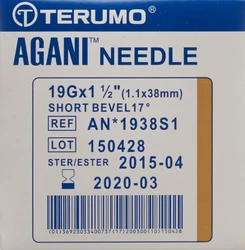 TERUMO
AGANI™ NEEDLE
19Gx1 ½" (1.1x38mm)
SHORT BEVEL17°
REF AN*1938S1
LOT 150428
STER/ESTER 2015-04
2020-03